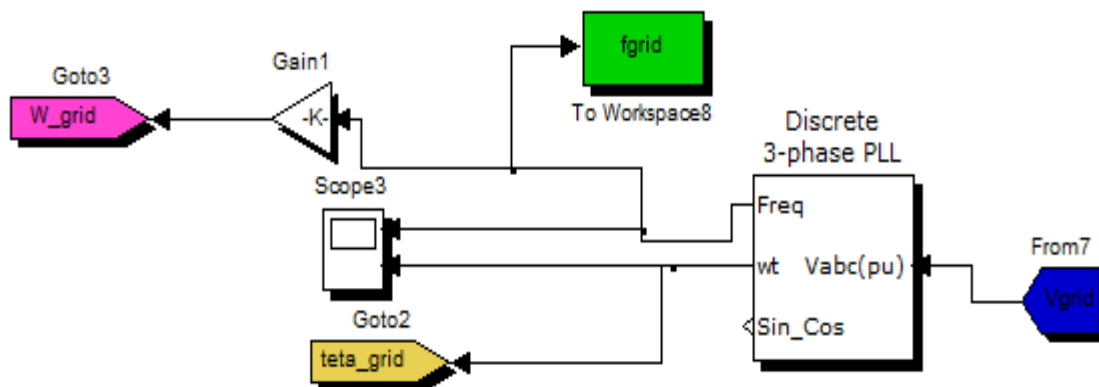 fgrid
To Workspace8
Gain1
-K-
Goto3
W_grid
Scope3
Discrete
3-phase PLL
Freq
wt
Vabc(pu)
Sin_Cos
From7
Vgrid
Goto2
teta_grid